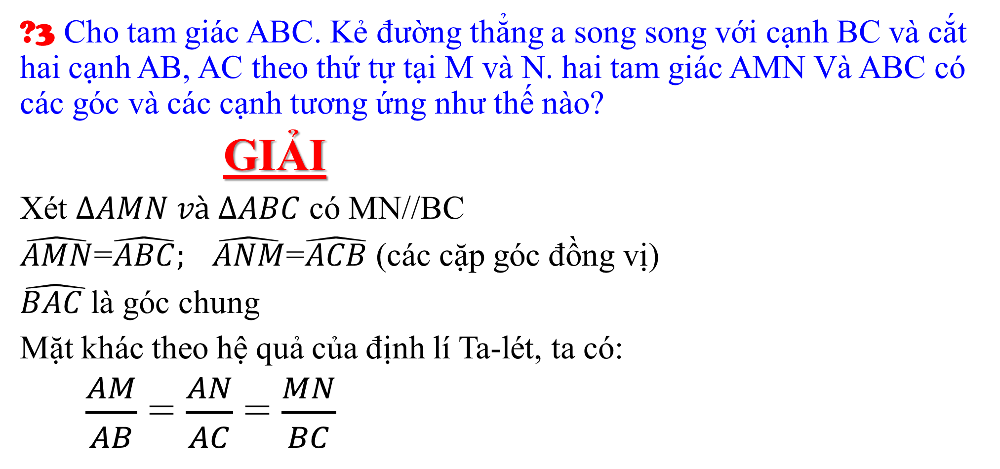 ?3 Cho tam giác ABC. Kẻ đường thẳng a song song với cạnh BC và cắt
hai cạnh AB, AC theo thứ tự tại M và N. hai tam giác AMN Và ABC có
các góc và các cạnh tương ứng như thế nào?
GIẢI
Xét ΔAMN và ΔABC có MN//BC
\widehat{AMN}=\widehat{ABC}; \widehat{ANM}=\widehat{ACB} (các cặp góc đồng vị)
\widehat{BAC} là góc chung
Mặt khác theo hệ quả của định lí Ta-lét, ta có:
\frac{AM}{AB} = \frac{AN}{AC} = \frac{MN}{BC}